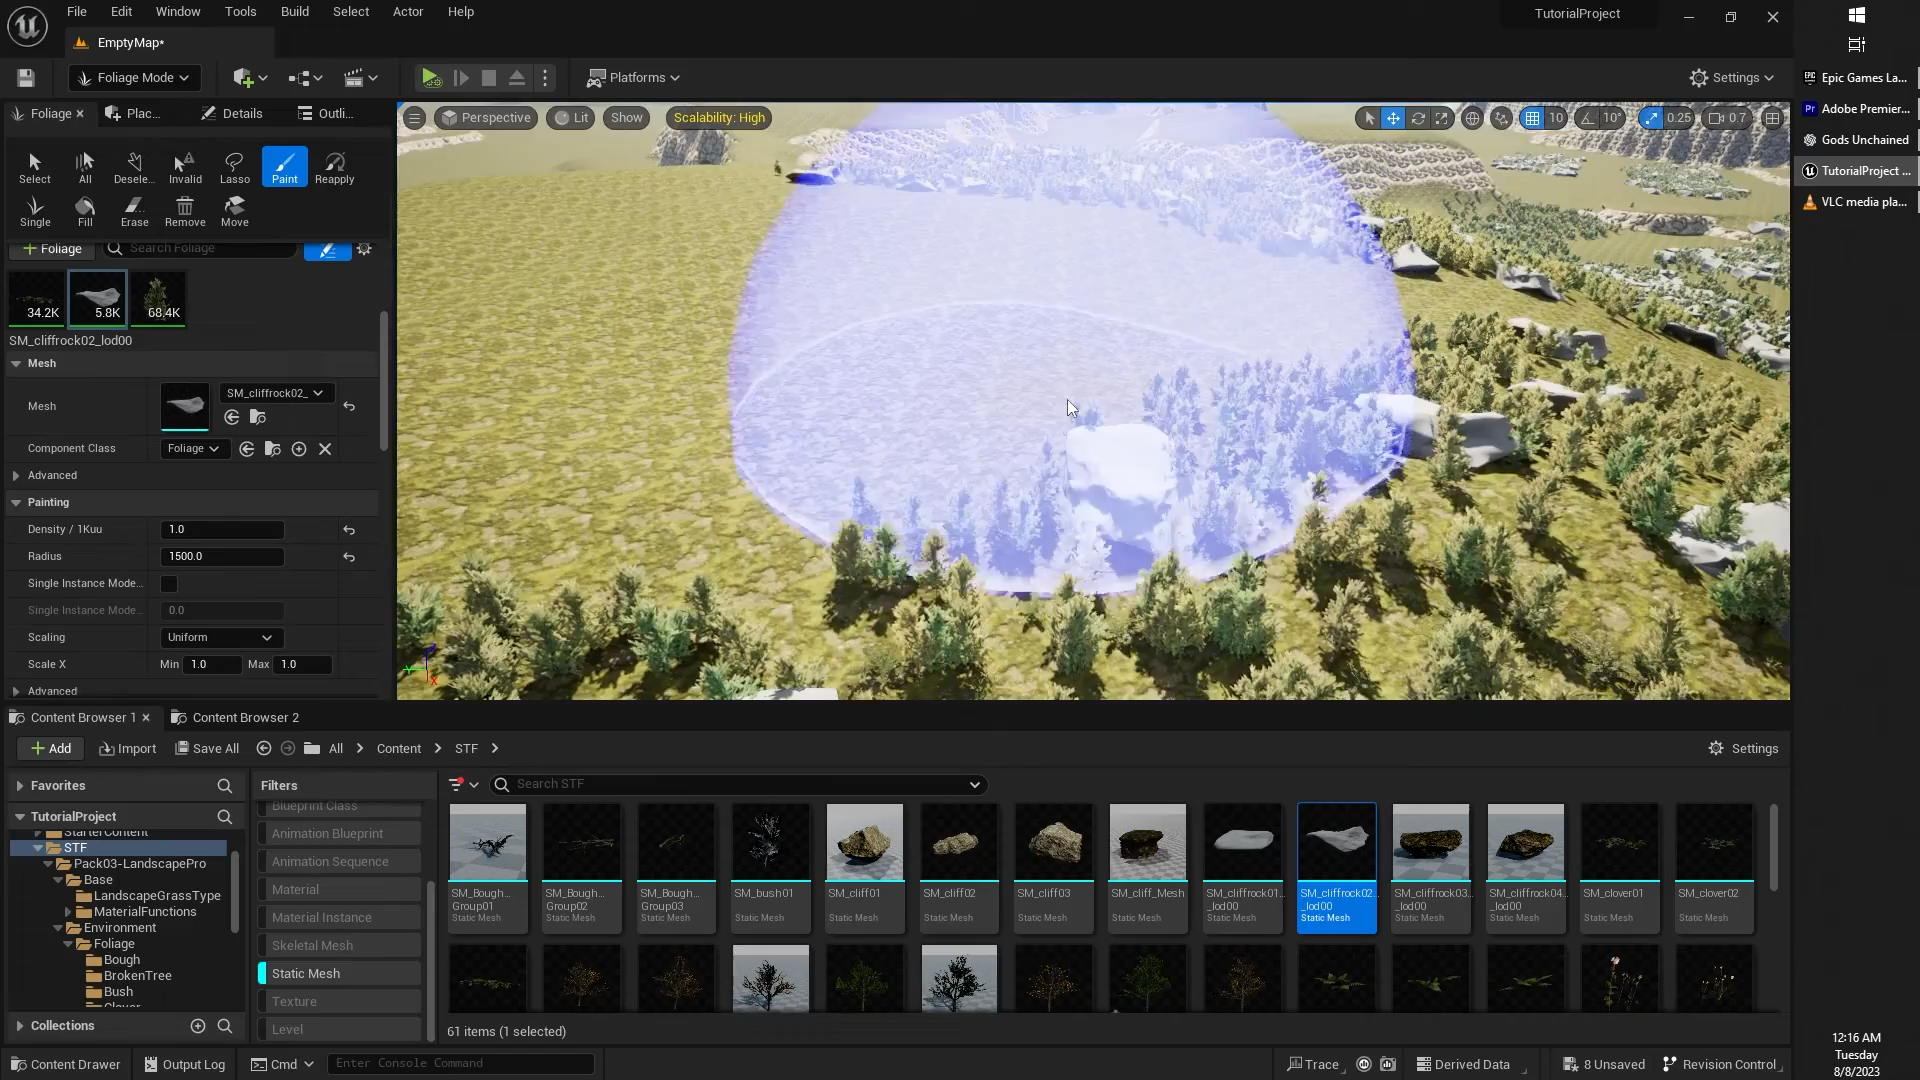 File Edit Window Tools Build Select Actor Help
TutorialProject
EmptyMap*
Foliage Mode
Platforms
Settings
Foliage
Plac...
Details
Outli...
Perspective
Lit
Show
Scalability: High
10
10°
0.25
0.7
Select
All
Desele...
Invalid
Lasso
Paint
Reapply
Single
Fill
Erase
Remove
Move
+ Foliage
Search Foliage
34.2K
5.8K
68.4K
SM_cliffrock02_lod00
Mesh
Mesh
SM_cliffrock02_
Component Class
Foliage
Advanced
Painting
Density / 1Kuu
1.0
Radius
1500.0
Single Instance Mode...
Single Instance Mode...
0.0
Scaling
Uniform
Scale X
Min
1.0
Max
1.0
Advanced
Epic Games La...
Adobe Premier...
Gods Unchained
TutorialProject ...
VLC media pla...
Content Browser 1
Content Browser 2
Add
Import
Save All
All
Content
STF
Settings
Favorites
TutorialProject
StarterContent
STF
Pack03-LandscapePro
Base
LandscapeGrassType
MaterialFunctions
Environment
Foliage
Bough
BrokenTree
Bush
Clover
Collections
Filters
Blueprint Class
Animation Blueprint
Animation Sequence
Material
Material Instance
Skeletal Mesh
Static Mesh
Texture
Level
Search STF
SM_Bough...
Group01
Static Mesh
SM_Bough...
Group02
Static Mesh
SM_Bough...
Group03
Static Mesh
SM_bush01
Static Mesh
SM_cliff01
Static Mesh
SM_cliff02
Static Mesh
SM_cliff03
Static Mesh
SM_cliff_Mesh
Static Mesh
SM_cliffrock01..
_lod00
Static Mesh
SM_cliffrock02..
_lod00
Static Mesh
SM_cliffrock03..
_lod00
Static Mesh
SM_cliffrock04..
_lod00
Static Mesh
SM_clover01
Static Mesh
SM_clover02
Static Mesh
61 items (1 selected)
Content Drawer
Output Log
Cmd
Enter Console Command
Trace
Derived Data
8 Unsaved
Revision Control
12:16 AM
Tuesday
8/8/2023